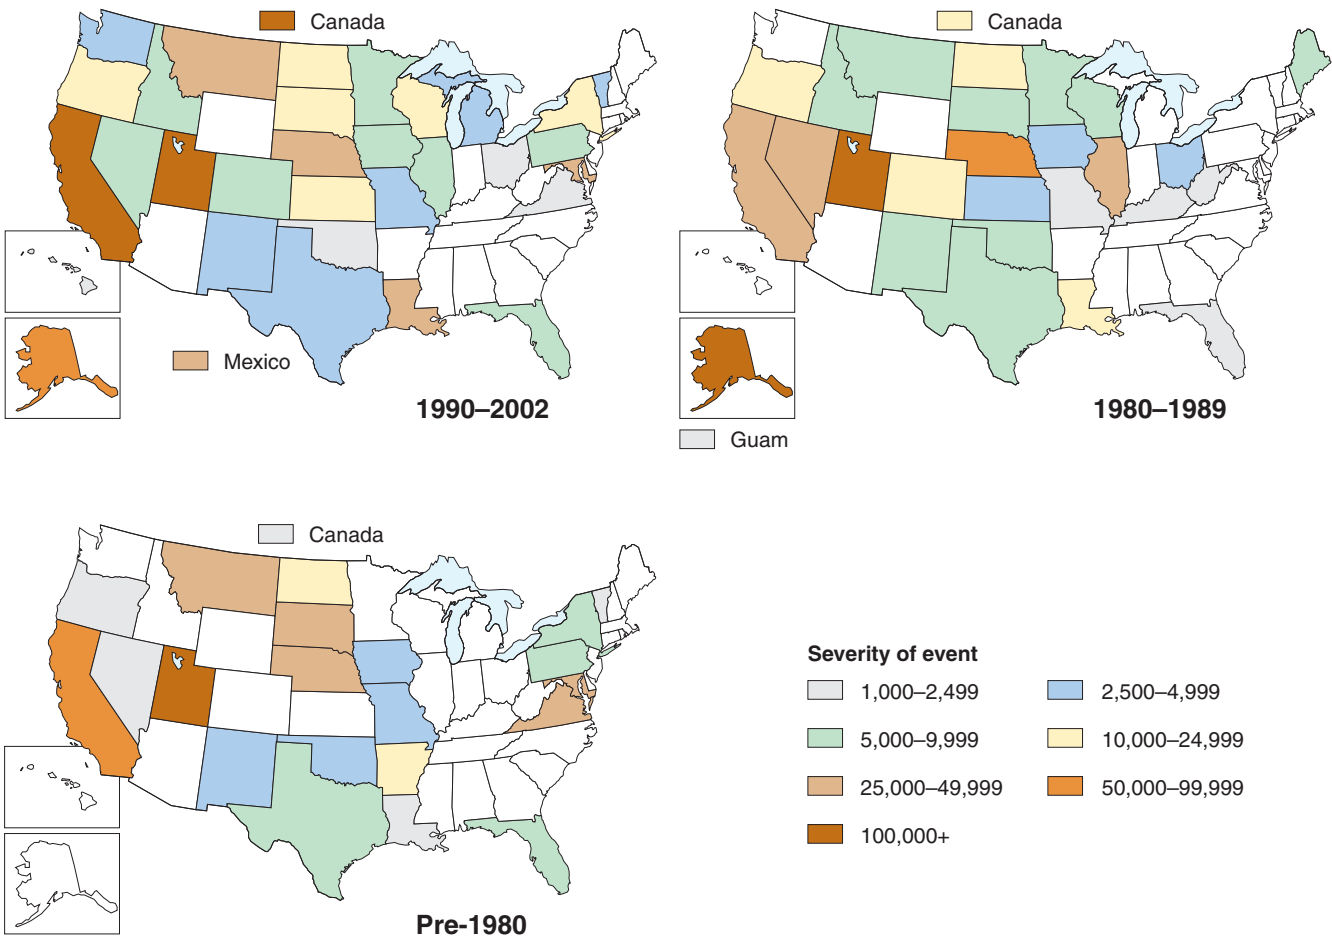 Canada
Canada
Mexico
1990–2002
1980–1989
Guam
Canada
Pre-1980
Severity of event
1,000–2,499
2,500–4,999
5,000–9,999
10,000–24,999
25,000–49,999
50,000–99,999
100,000+